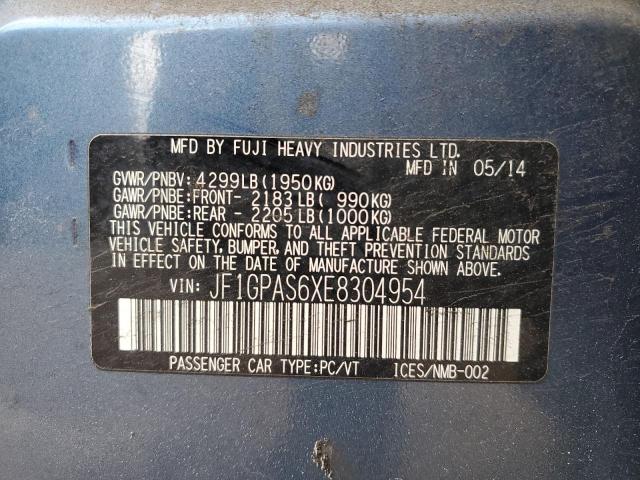 MFD BY FUJI HEAVY INDUSTRIES LTD.
MFD IN 05/14
GVWR/PNBV: 4299LB(1950KG)
GAWR/PNBE:FRONT- 2183LB( 990KG)
GAWR/PNBE:REAR - 2205LB(1000KG)
THIS VEHICLE CONFORMS TO ALL APPLICABLE FEDERAL MOTOR
VEHICLE SAFETY, BUMPER, AND THEFT PREVENTION STANDARDS
IN EFFECT ON THE DATE OF MANUFACTURE SHOWN ABOVE.
VIN: JF1GPAS6XE8304954
PASSENGER CAR TYPE:PC/VT ICES/NMB-002